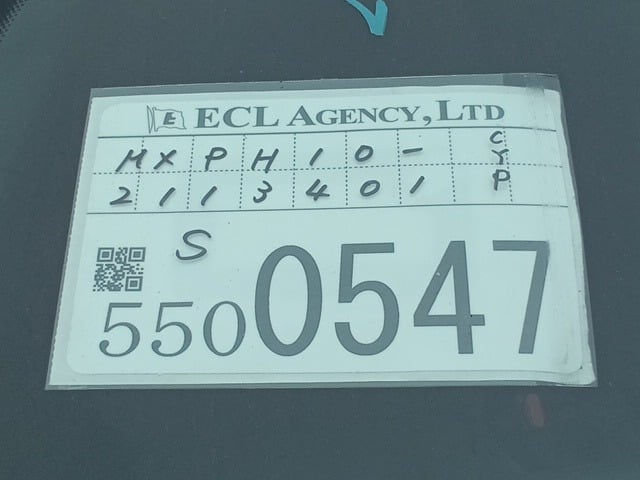 E ECL AGENCY, LTD
MXPH10-
2113401
CYP
S
5500547